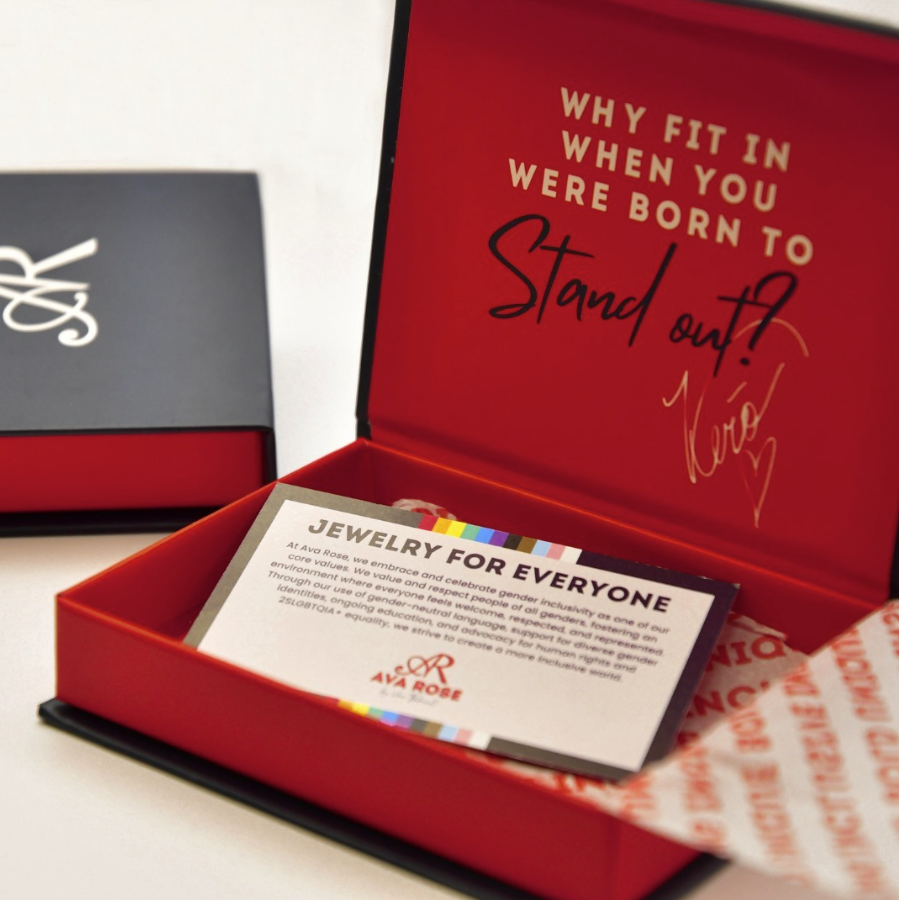 WHY FIT IN
WHEN YOU
WERE BORN TO
Stand out?
AR
JEWELRY FOR EVERYONE
At Ava Rose, we embrace and celebrate gender inclusivity as one of our
core values. We value and respect people of all genders, fostering an
environment where everyone feels welcome, respected, and represented.
Through our use of gender-neutral language, support for diverse gender
identities, ongoing education, and advocacy for human rights and
2SLGBTQIA+ equality, we strive to create a more inclusive world.
AR
AVA ROSE